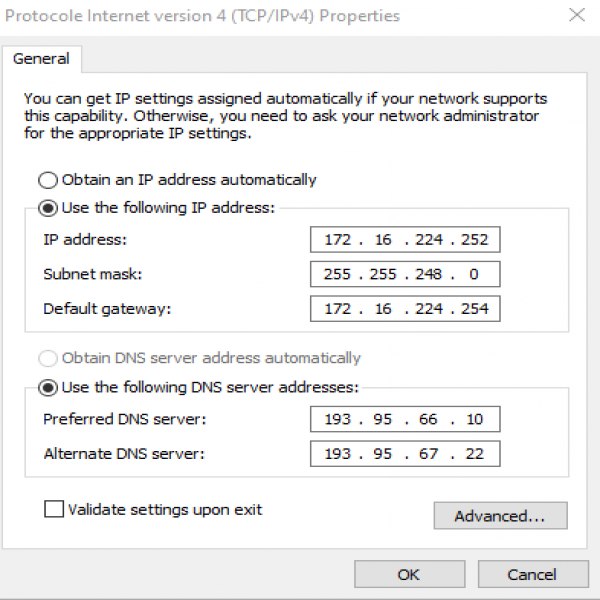 Protocole Internet version 4 (TCP/IPv4) Properties
General
You can get IP settings assigned automatically if your network supports
this capability. Otherwise, you need to ask your network administrator
for the appropriate IP settings.
Obtain an IP address automatically
Use the following IP address:
IP address: 172 . 16 . 224 . 252
Subnet mask: 255 . 255 . 248 . 0
Default gateway: 172 . 16 . 224 . 254
Obtain DNS server address automatically
Use the following DNS server addresses:
Preferred DNS server: 193 . 95 . 66 . 10
Alternate DNS server: 193 . 95 . 67 . 22
Validate settings upon exit
Advanced...
OK Cancel